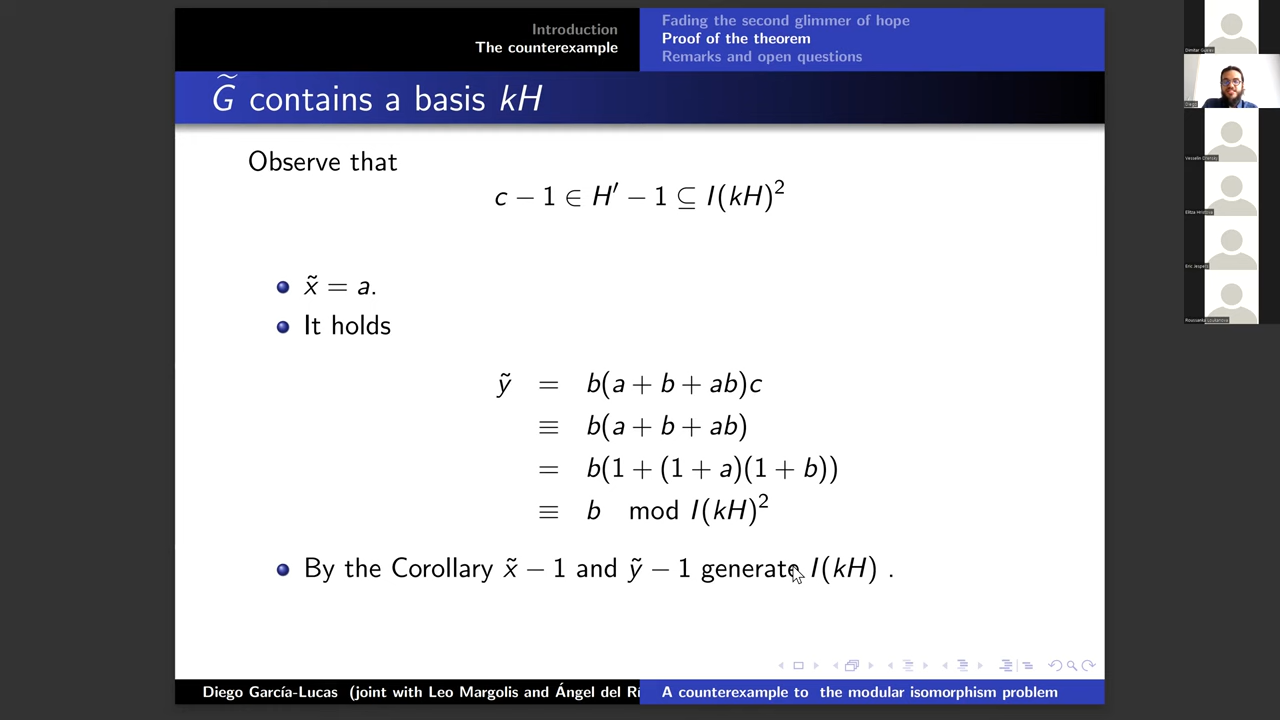 Introduction
The counterexample
Fading the second glimmer of hope
Proof of the theorem
Remarks and open questions
G̃ contains a basis kH
Observe that
c − 1 ∈ H′ − 1 ⊆ I(kH)²
x̃ = a.
It holds
ỹ = b(a + b + ab)c
≡ b(a + b + ab)
= b(1 + (1 + a)(1 + b))
≡ b mod I(kH)²
By the Corollary x̃ − 1 and ỹ − 1 generate I(kH) .
Diego García-Lucas (joint with Leo Margolis and Ángel del Rí
A counterexample to the modular isomorphism problem
Diego